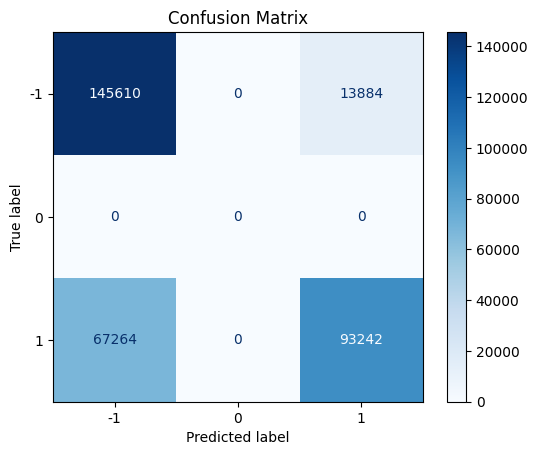 Confusion Matrix
-1 145610 0 13884
0 0 0 0
1 67264 0 93242
-1 0 1
Predicted label
True label
140000
120000
100000
80000
60000
40000
20000
0